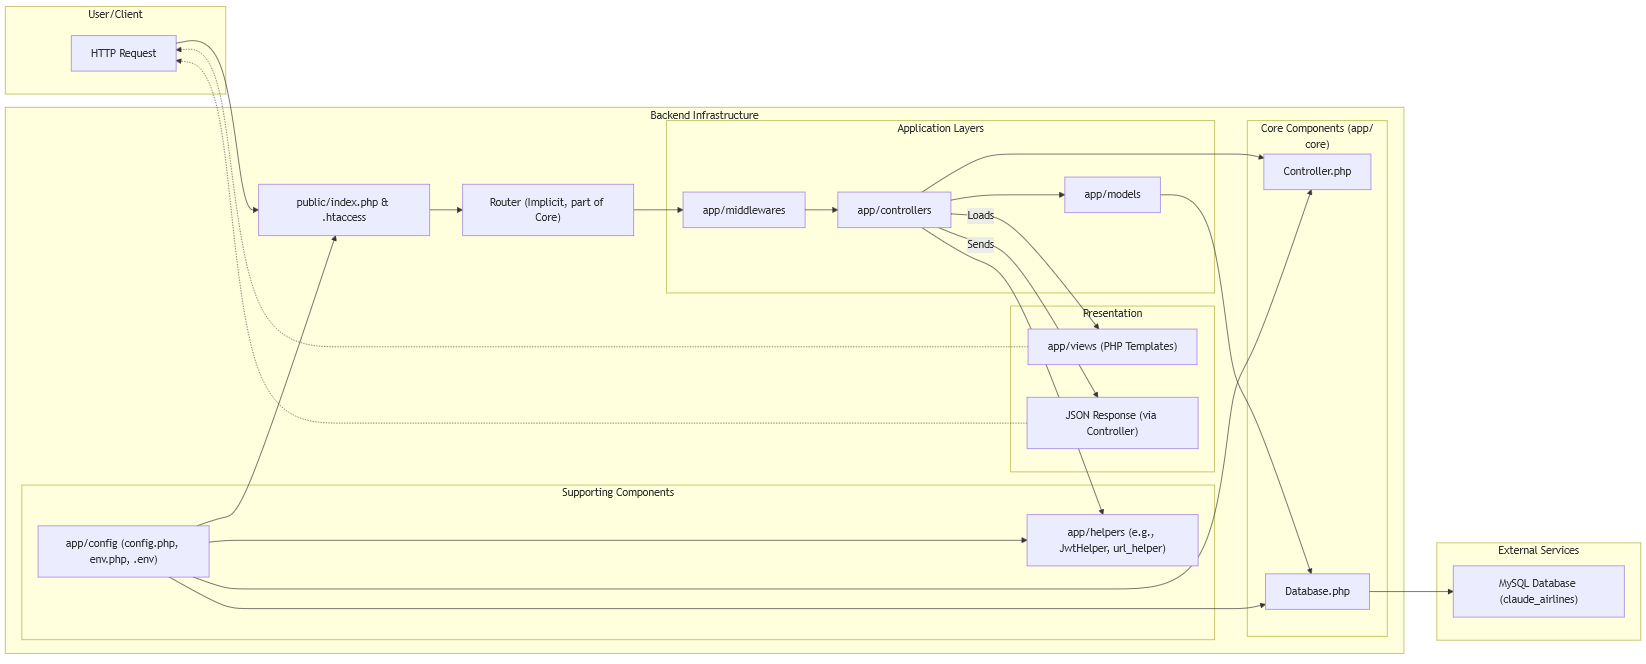 User/Client
HTTP Request
Backend Infrastructure
Application Layers
Core Components (app/
core)
Controller.php
public/index.php &
.htaccess
Router (Implicit, part of
Core)
app/middlewares
app/controllers
app/models
Loads
Sends
Presentation
app/views (PHP Templates)
JSON Response (via
Controller)
Supporting Components
app/config (config.php,
env.php, .env)
app/helpers (e.g.,
JwtHelper, url_helper)
Database.php
External Services
MySQL Database
(claude_airlines)